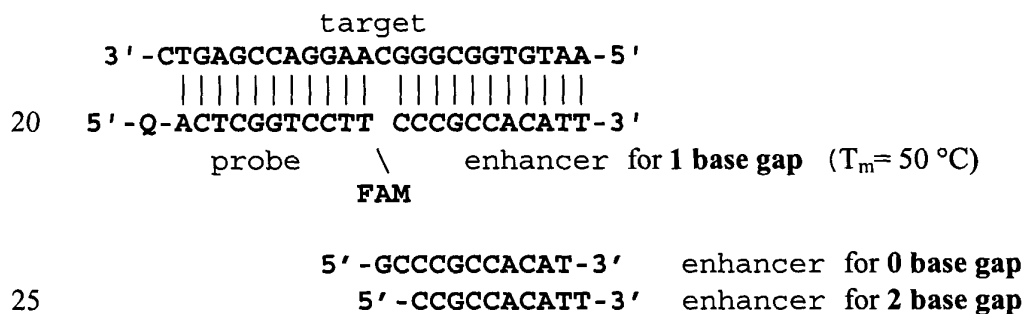 target
3'-CTGAGCCAGGAACGGGCGGTGTAA-5'
20 5'-Q-ACTCGGTCCTT CCCGCCACATT-3'
probe \ enhancer for 1 base gap (Tm= 50 °C)
FAM
5'-GCCCGCCACAT-3' enhancer for 0 base gap
25 5'-CCGCCACATT-3' enhancer for 2 base gap